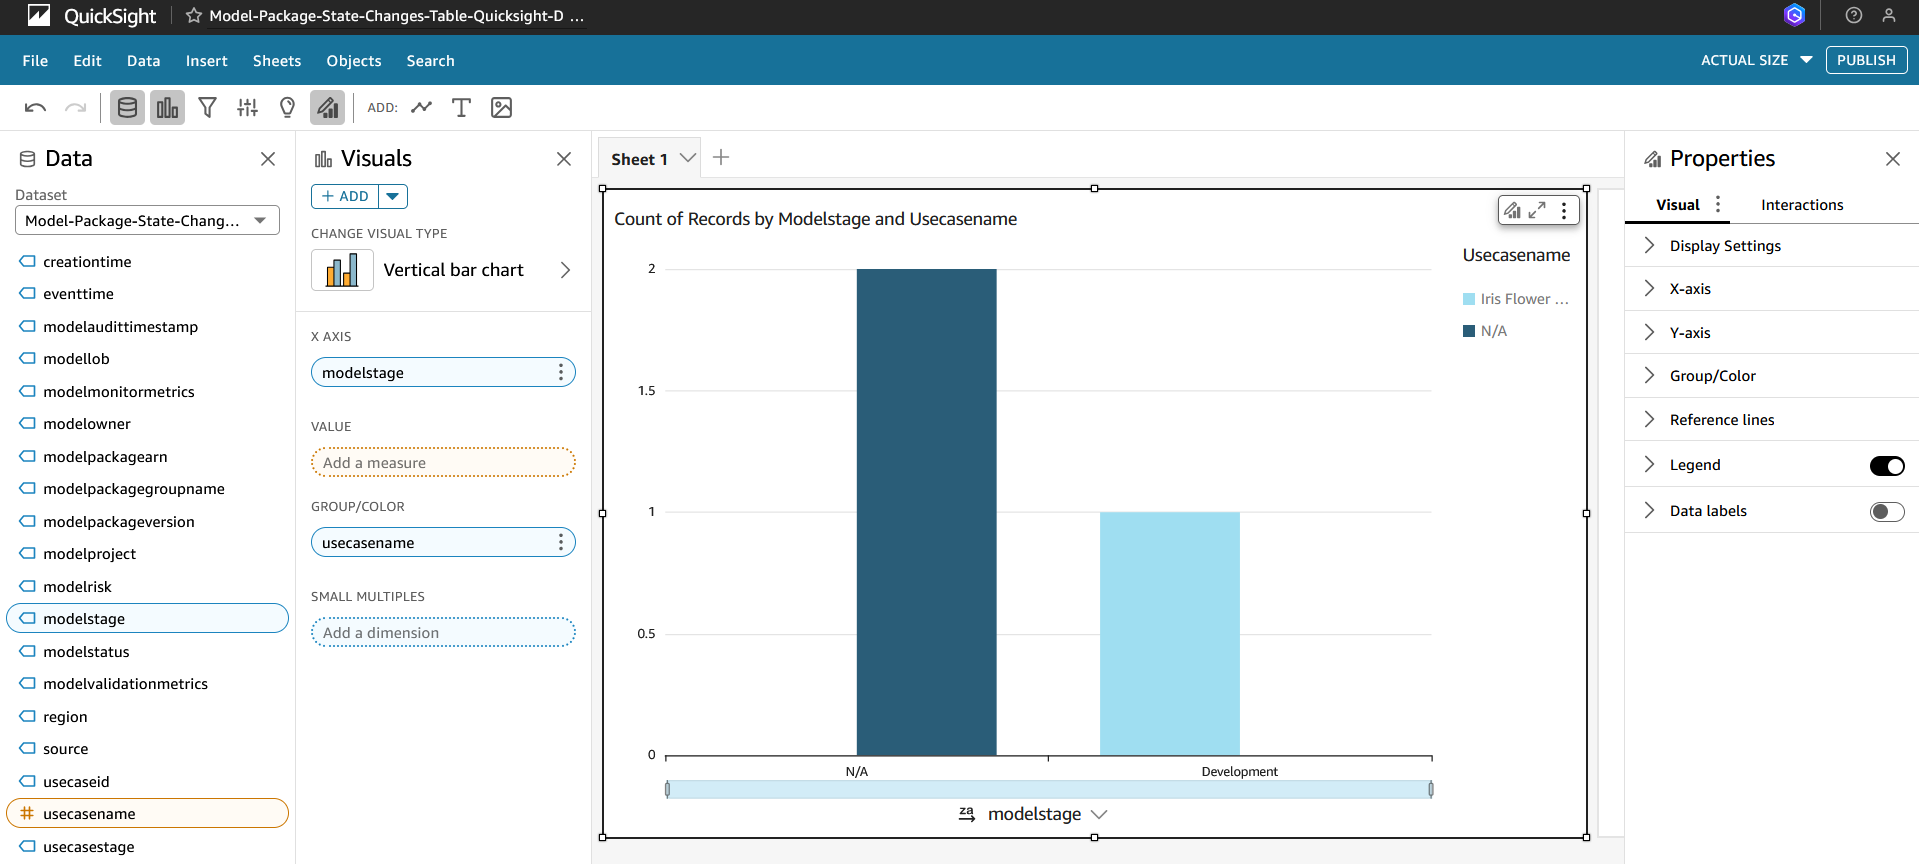 QuickSight
Model-Package-State-Changes-Table-Quicksight-D ...
File Edit Data Insert Sheets Objects Search
ACTUAL SIZE
PUBLISH
ADD:
Data
Dataset
Model-Package-State-Chang...
creationtime
eventtime
modelaudittimestamp
modellob
modelmonitormetrics
modelowner
modelpackagearn
modelpackagegroupname
modelpackageversion
modelproject
modelrisk
modelstage
modelstatus
modelvalidationmetrics
region
source
usecaseid
usecasename
usecasestage
Visuals
ADD
CHANGE VISUAL TYPE
Vertical bar chart
X AXIS
modelstage
VALUE
Add a measure
GROUP/COLOR
usecasename
SMALL MULTIPLES
Add a dimension
Sheet 1
Count of Records by Modelstage and Usecasename
Usecasename
Iris Flower ...
N/A
2
1.5
1
0.5
0
N/A Development
za modelstage
Properties
Visual Interactions
Display Settings
X-axis
Y-axis
Group/Color
Reference lines
Legend
Data labels